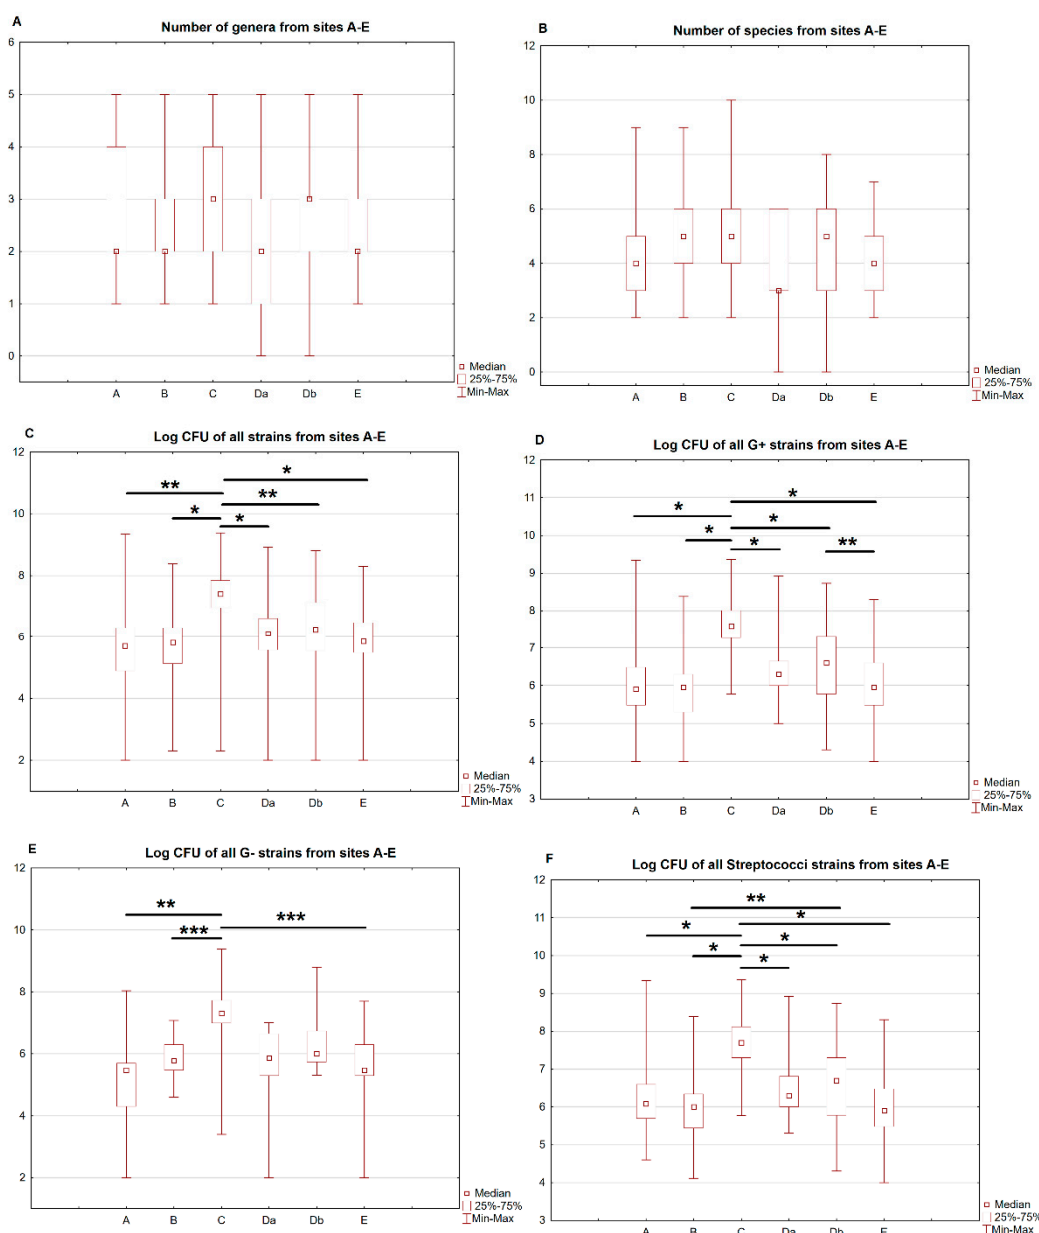 A
Number of genera from sites A-E
6
5
4
3
2
1
0
A B C Da Db E
Median
25%-75%
Min-Max
B
Number of species from sites A-E
12
10
8
6
4
2
0
A B C Da Db E
Median
25%-75%
Min-Max
C
Log CFU of all strains from sites A-E
12
10
8
6
4
2
*
**
**
*
*
A B C Da Db E
Median
25%-75%
Min-Max
D
Log CFU of all G+ strains from sites A-E
12
11
10
9
8
7
6
5
4
3
*
*
*
*
*
**
A B C Da Db E
Median
25%-75%
Min-Max
E
Log CFU of all G- strains from sites A-E
12
10
8
6
4
2
**
***
***
A B C Da Db E
Median
25%-75%
Min-Max
F
Log CFU of all Streptococci strains from sites A-E
12
11
10
9
8
7
6
5
4
3
**
*
*
*
*
*
A B C Da Db E
Median
25%-75%
Min-Max